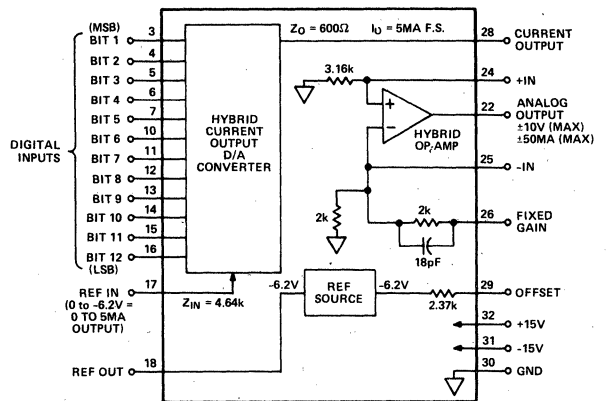 (MSB)
BIT 1 3
BIT 2 4
BIT 3 5
BIT 4 6
BIT 5 7
BIT 6 10
BIT 7 11
BIT 8 12
BIT 9 13
BIT 10 14
BIT 11 15
BIT 12 16
(LSB)
DIGITAL
INPUTS
REF IN 17
(0 to -6.2V =
0 TO 5MA
OUTPUT)
REF OUT 18
HYBRID
CURRENT
OUTPUT
D/A
CONVERTER
ZIN = 4.64k
ZO = 600Ω IO = 5MA F.S.
28 CURRENT
OUTPUT
3.16k
24 +IN
+
−
HYBRID
OP-AMP
22 ANALOG
OUTPUT
±10V (MAX)
±50MA (MAX)
25 -IN
2k
2k
18pF
26 FIXED
GAIN
-6.2V
REF
SOURCE
-6.2V
2.37k
29 OFFSET
32 +15V
31 -15V
30 GND